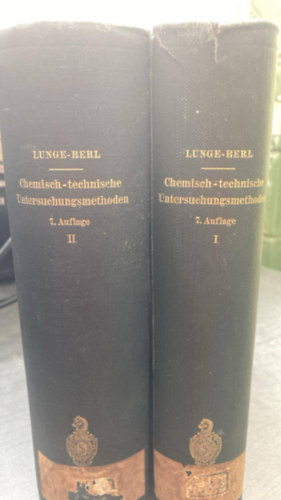 LUNGE-BERL
Chemisch-technische
Untersuchungsmethoden
7. Auflage
II
LUNGE-BERL
Chemisch-technische
Untersuchungsmethoden
7. Auflage
I